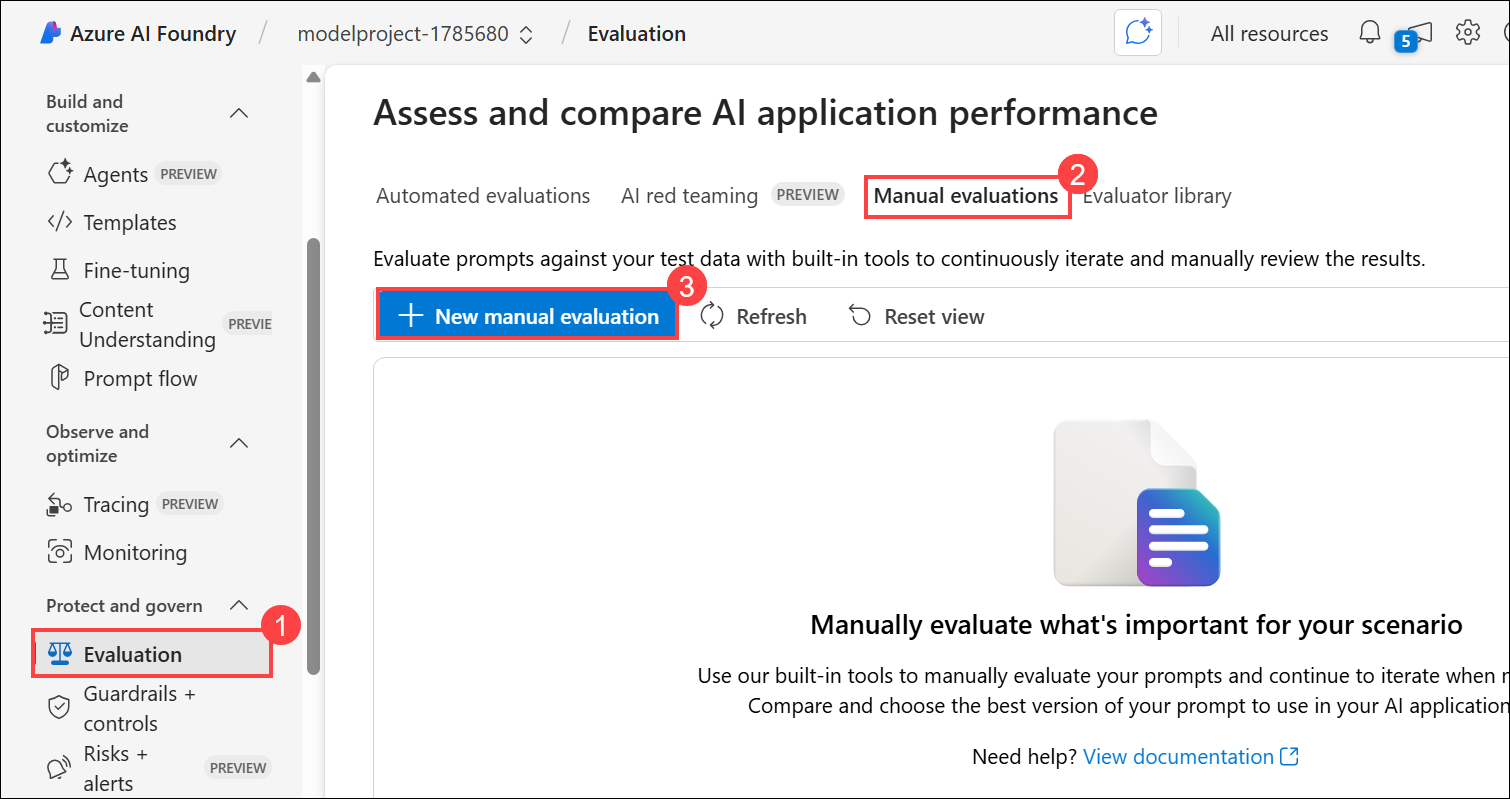 Azure AI Foundry / modelproject-1785680 / Evaluation
All resources
5
Build and
customize
Agents PREVIEW
Templates
Fine-tuning
Content
Understanding
PREVIE
Prompt flow
Observe and
optimize
Tracing PREVIEW
Monitoring
Protect and govern
1
Evaluation
Guardrails +
controls
Risks +
alerts
PREVIEW
Assess and compare AI application performance
2
Automated evaluations AI red teaming PREVIEW Manual evaluations Evaluator library
Evaluate prompts against your test data with built-in tools to continuously iterate and manually review the results.
3
New manual evaluation Refresh Reset view
Manually evaluate what's important for your scenario
Use our built-in tools to manually evaluate your prompts and continue to iterate when
Compare and choose the best version of your prompt to use in your AI application
Need help? View documentation